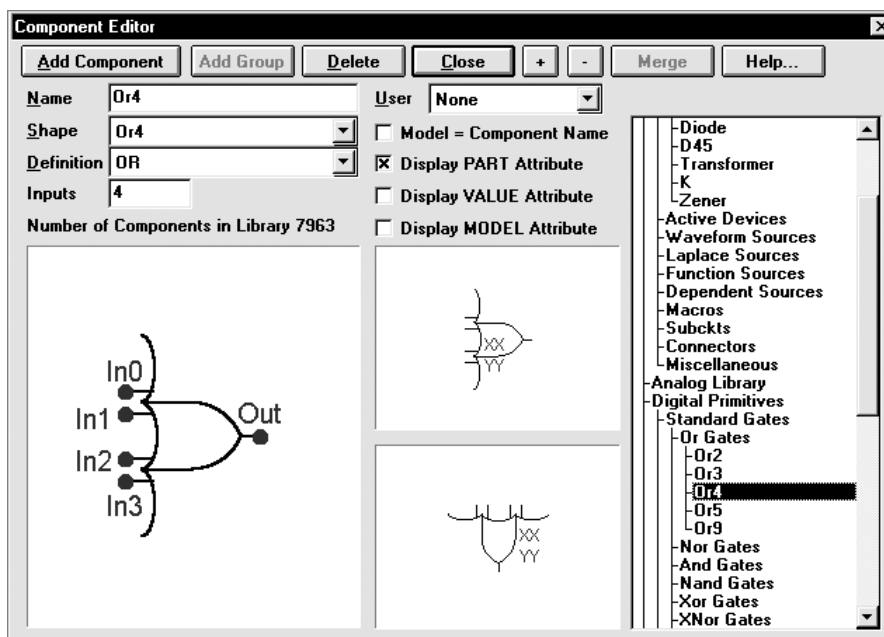 Component Editor
Add Component Add Group Delete Close + - Merge Help...
Name Or4 User None
Shape Or4 Model = Component Name
Definition OR Display PART Attribute
Inputs 4 Display VALUE Attribute
Number of Components in Library 7963 Display MODEL Attribute
In0
In1
In2
In3
Out
XX
YY
XX
YY
Diode
D45
Transformer
K
Zener
Active Devices
Waveform Sources
Laplace Sources
Function Sources
Dependent Sources
Macros
Subckts
Connectors
Miscellaneous
Analog Library
Digital Primitives
Standard Gates
Or Gates
Or2
Or3
Or4
Or5
Or9
Nor Gates
And Gates
Nand Gates
Xor Gates
XNor Gates